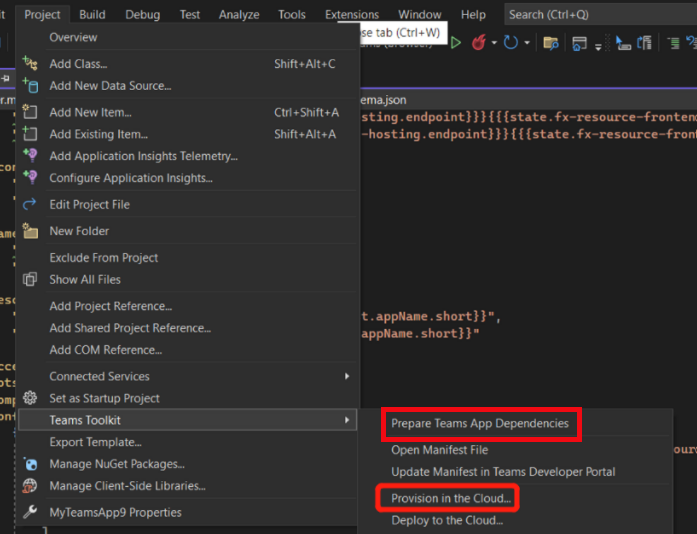 it Project Build Debug Test Analyze Tools Extensions Window Help Search (Ctrl+Q)
Overview
ose tab (Ctrl+W)
Add Class... Shift+Alt+C
Add New Data Source...
er.m ema.json
Add New Item... Ctrl+Shift+A
sting.endpoint}}}{{{state.fx-resource-frontend
Add Existing Item... Shift+Alt+A
-hosting.endpoint}}}{{{state.fx-resource-front
Add Application Insights Telemetry...
Configure Application Insights...
Edit Project File
New Folder
Exclude From Project
Show All Files
Add Project Reference...
t.appName.short}}",
Add Shared Project Reference...
appName.short}}"
Add COM Reference...
Connected Services
Set as Startup Project
Teams Toolkit
Prepare Teams App Dependencies
Export Template...
Open Manifest File
Manage NuGet Packages...
Update Manifest in Teams Developer Portal
Manage Client-Side Libraries...
Provision in the Cloud...
MyTeamsApp9 Properties
Deploy to the Cloud...